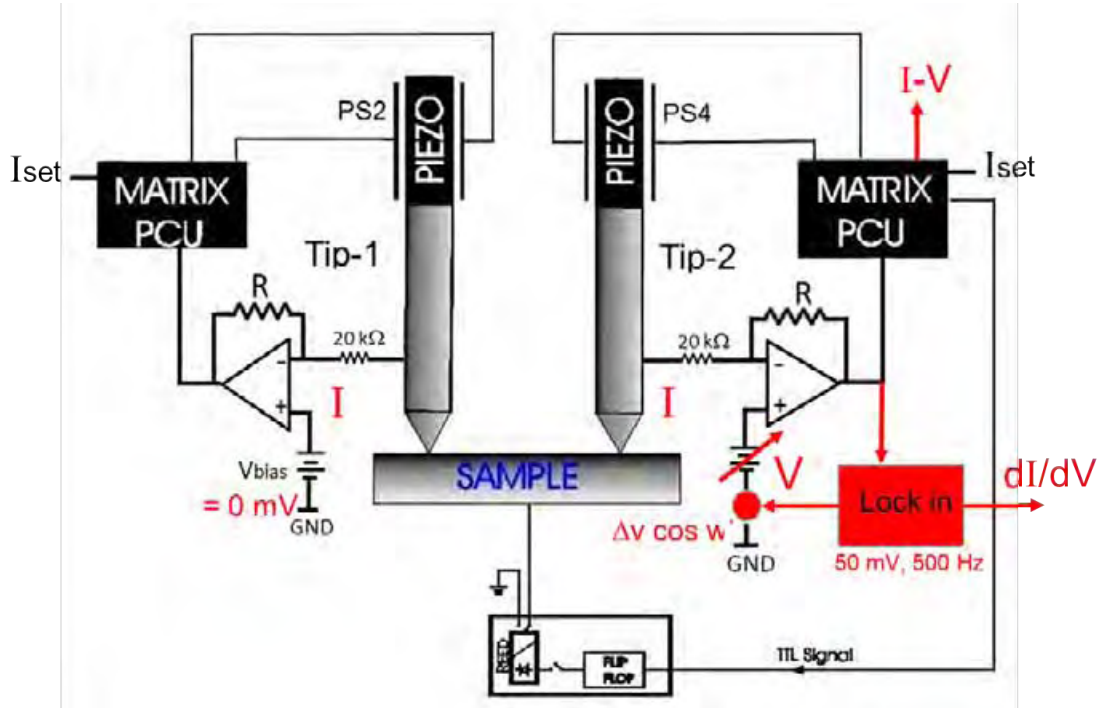 I-V
PS2
PIEZO
PIEZO
PS4
Iset
MATRIX
PCU
MATRIX
PCU
Iset
Tip-1
Tip-2
R
R
20 kΩ
20 kΩ
-
-
I
I
+
+
Vbias
= 0 mV
GND
SAMPLE
V
Lock in
dI/dV
Δv cos w'
GND
50 mV, 500 Hz
REED
FLIP
FLOP
TTL Signal